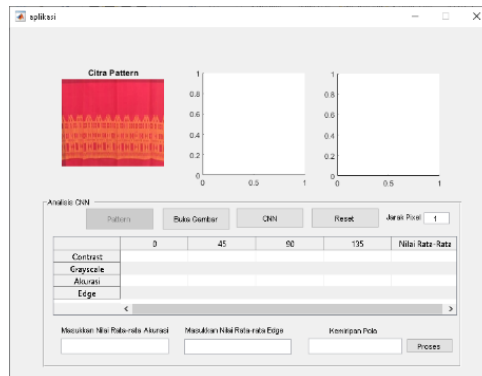 aplikasi
Citra Pattern
1
0.8
0.6
0.4
0.2
0
0 0.5 1
1
0.8
0.6
0.4
0.2
0
0 0.5 1
Analisis CNN
Pattern Buka Gambar CNN Reset Jarak Pixel 1
0 45 90 135 Nilai Rata-Rata
Contrast
Grayscale
Akurasi
Edge
Masukkan Nilai Rata-rata Akurasi Masukkan Nilai Rata-rata Edge Kemiripan Pola
Proses